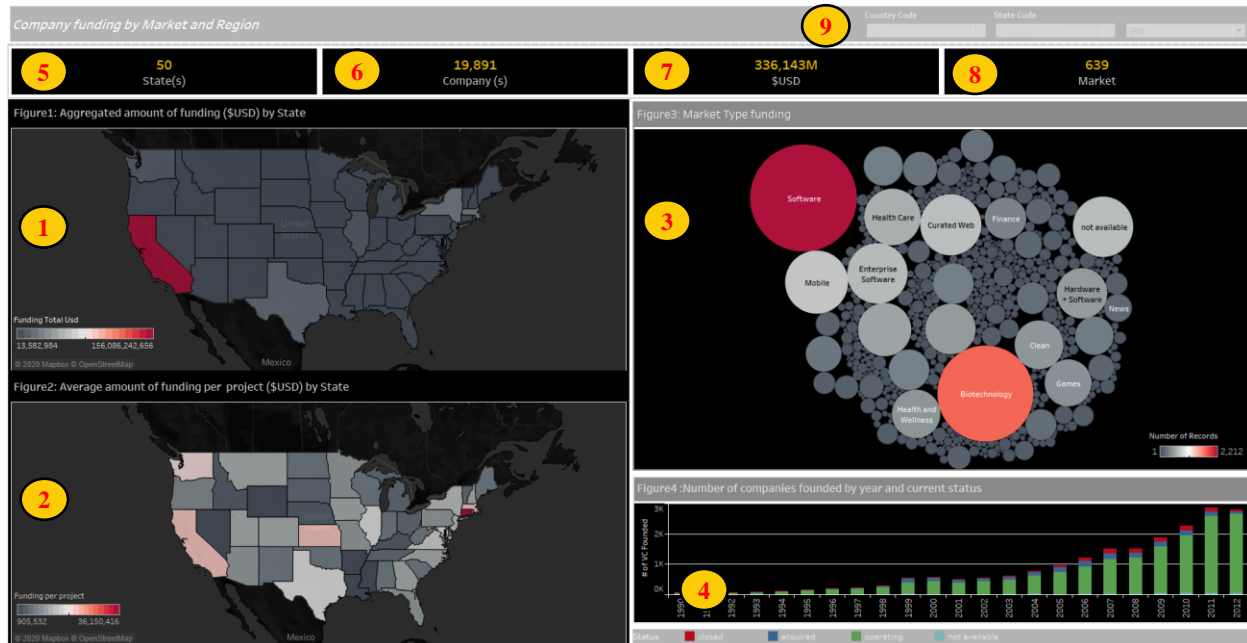 Company funding by Market and Region
9
Country Code
State Code
(All)
5
50
State(s)
6
19,891
Company (s)
7
336,143M
$USD
8
639
Market
Figure1: Aggregated amount of funding ($USD) by State
1
United
Funding Total Usd
13,582,984
156,086,242,656
Mexico
© 2020 Mapbox © OpenStreetMap
Figure2: Average amount of funding per project ($USD) by State
2
United
Funding per project
905,532
36,150,416
Mexico
© 2020 Mapbox © OpenStreetMap
Figure3: Market Type funding
3
Software
Health Care
Curated Web
Finance
not available
Mobile
Enterprise
Software
Hardware
+ Software
News
Clean
Games
Biotechnology
Health and
Wellness
Number of Records
1
2,212
Figure4 :Number of companies founded by year and current status
# of VC Founded
3K
2K
1K
0K
4
1990
1992
1993
1994
1995
1996
1997
1998
1999
2000
2001
2002
2003
2004
2005
2006
2007
2008
2009
2010
2011
2012
Status
closed
acquired
operating
not available